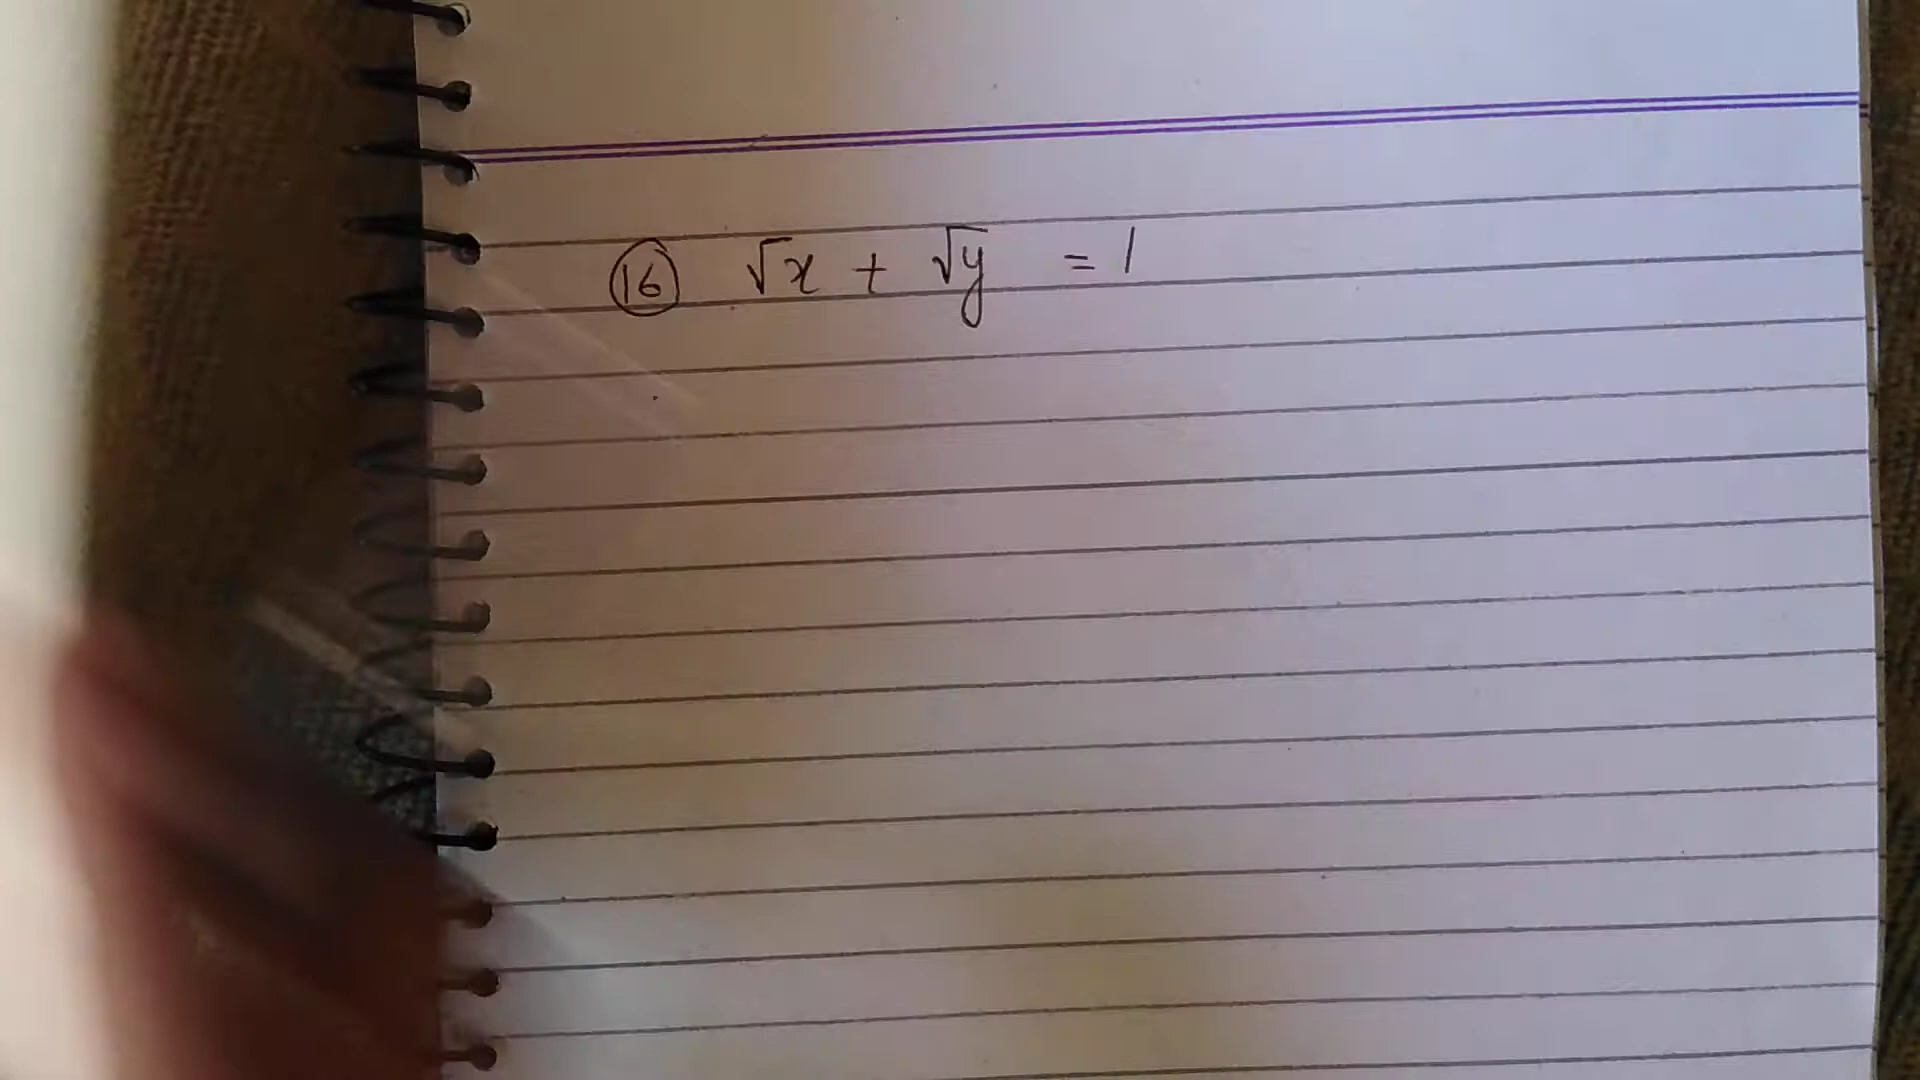 ⑯ √x + √y = 1